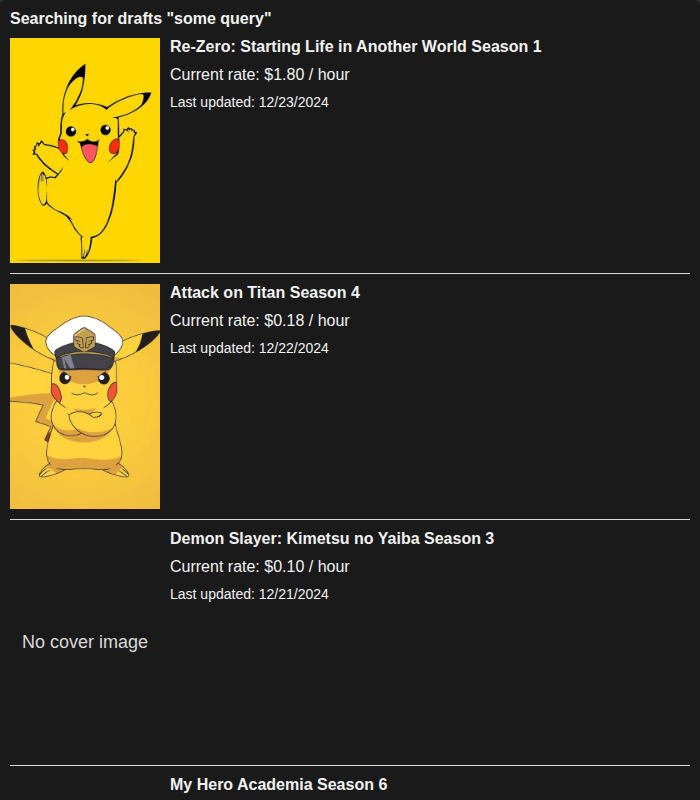 Searching for drafts "some query"
Re-Zero: Starting Life in Another World Season 1
Current rate: $1.80 / hour
Last updated: 12/23/2024
Attack on Titan Season 4
Current rate: $0.18 / hour
Last updated: 12/22/2024
Demon Slayer: Kimetsu no Yaiba Season 3
Current rate: $0.10 / hour
Last updated: 12/21/2024
No cover image
My Hero Academia Season 6